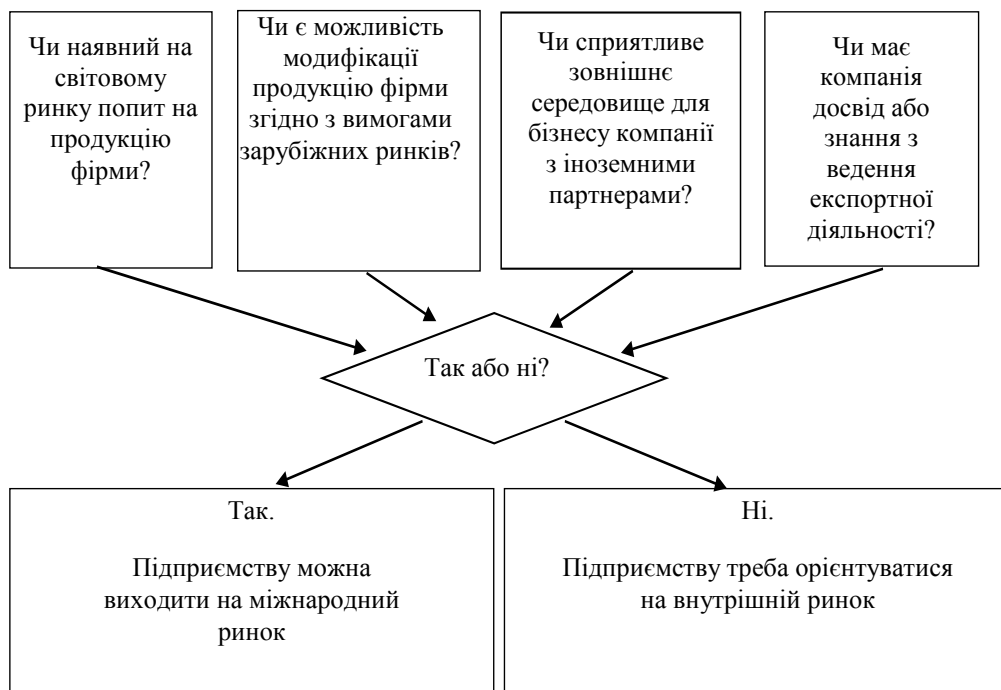 Чи наявний на
світовому
ринку попит на
продукцію
фірми?
Чи є можливість
модифікації
продукцію фірми
згідно з вимогами
зарубіжних ринків?
Чи сприятливе
зовнішнє
середовище для
бізнесу компанії
з іноземними
партнерами?
Чи має
компанія
досвід або
знання з
ведення
експортної
діяльності?
Так або ні?
Так.
Підприємству можна
виходити на міжнародний
ринок
Ні.
Підприємству треба орієнтуватися
на внутрішній ринок